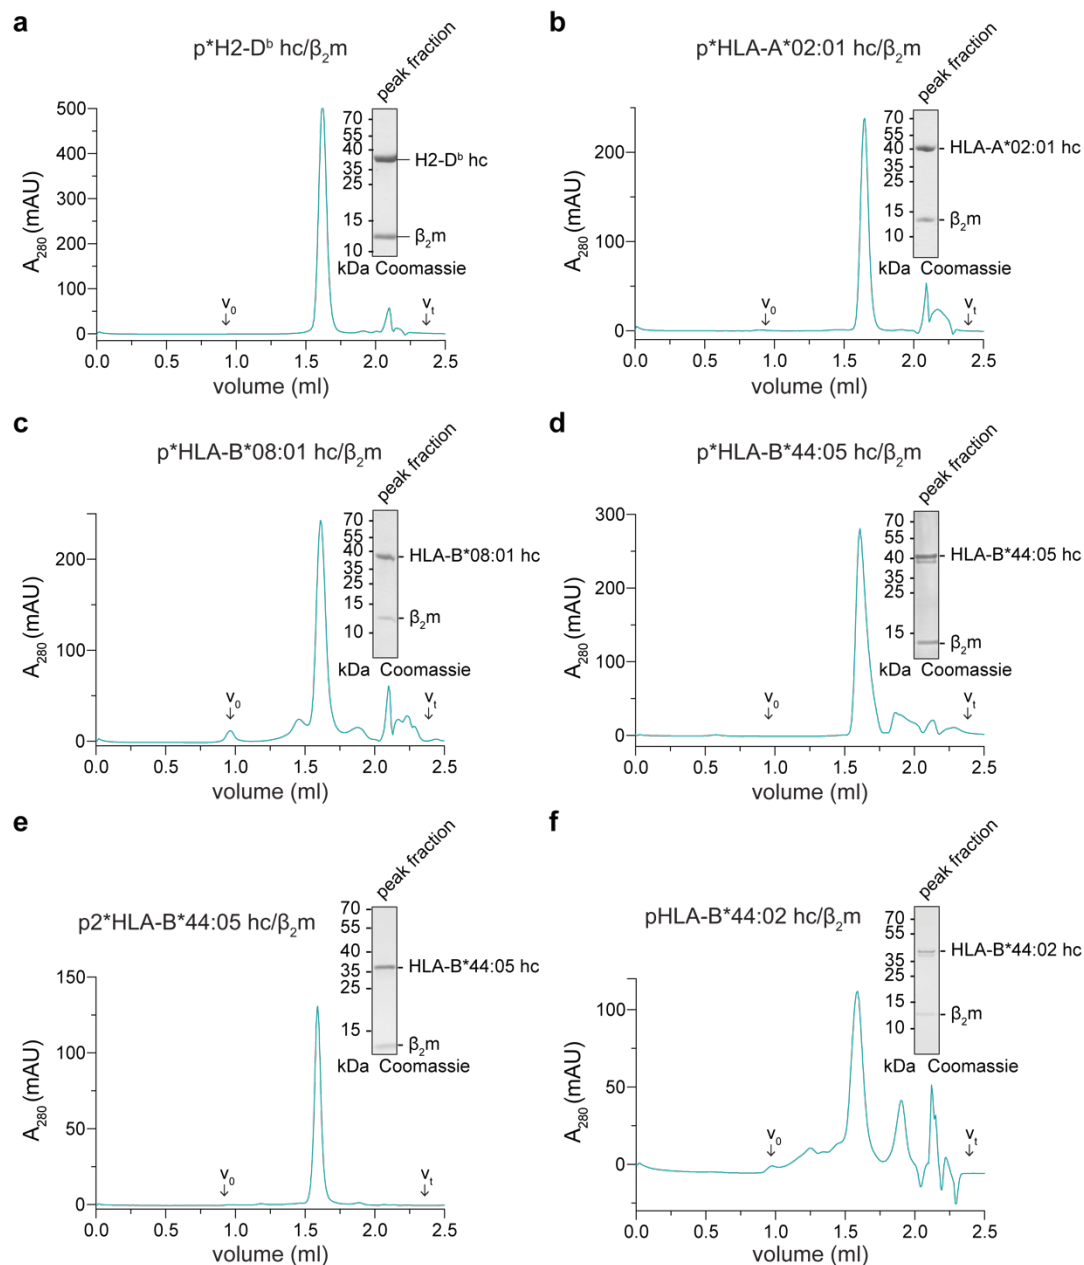 a
p*H2-Dᵇ hc/β₂m
peak fraction
500
400
300
200
100
0
A₂₈₀ (mAU)
70
55
40
35
25
15
10
H2-Dᵇ hc
β₂m
kDa Coomassie
v₀
vₜ
0.0 0.5 1.0 1.5 2.0 2.5
volume (ml)
b
p*HLA-A*02:01 hc/β₂m
peak fraction
200
100
0
A₂₈₀ (mAU)
70
55
40
35
25
15
10
HLA-A*02:01 hc
β₂m
kDa Coomassie
v₀
vₜ
0.0 0.5 1.0 1.5 2.0 2.5
volume (ml)
c
p*HLA-B*08:01 hc/β₂m
peak fraction
200
100
0
A₂₈₀ (mAU)
70
55
40
35
25
15
10
HLA-B*08:01 hc
β₂m
kDa Coomassie
v₀
vₜ
0.0 0.5 1.0 1.5 2.0 2.5
volume (ml)
d
p*HLA-B*44:05 hc/β₂m
peak fraction
300
200
100
0
A₂₈₀ (mAU)
70
55
40
35
25
15
HLA-B*44:05 hc
β₂m
kDa Coomassie
v₀
vₜ
0.0 0.5 1.0 1.5 2.0 2.5
volume (ml)
e
p2*HLA-B*44:05 hc/β₂m
peak fraction
150
100
50
0
A₂₈₀ (mAU)
70
55
40
35
25
15
HLA-B*44:05 hc
β₂m
kDa Coomassie
v₀
vₜ
0.0 0.5 1.0 1.5 2.0 2.5
volume (ml)
f
pHLA-B*44:02 hc/β₂m
peak fraction
100
50
0
A₂₈₀ (mAU)
70
55
40
35
25
15
10
HLA-B*44:02 hc
β₂m
kDa Coomassie
v₀
vₜ
0.0 0.5 1.0 1.5 2.0 2.5
volume (ml)